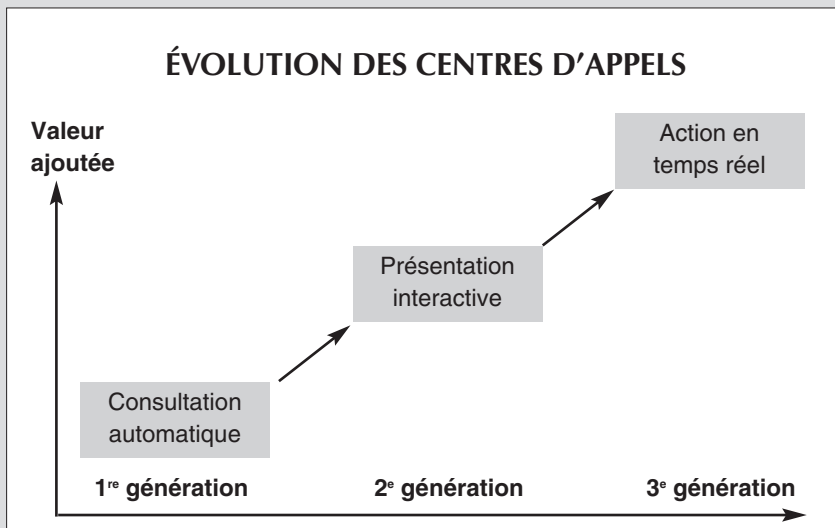 ÉVOLUTION DES CENTRES D’APPELS
Valeur
ajoutée
Action en
temps réel
Présentation
interactive
Consultation
automatique
1re génération
2e génération
3e génération